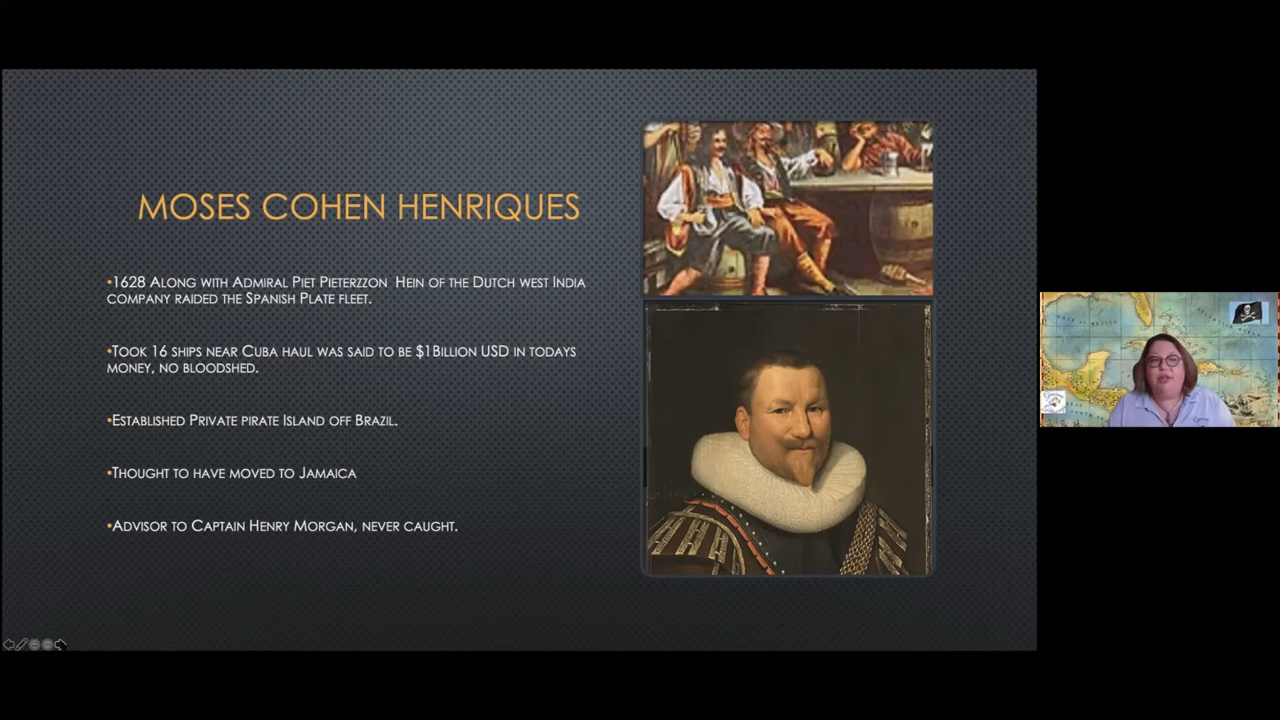 MOSES COHEN HENRIQUES
•1628 Along with Admiral Piet Pieterzzon Hein of the Dutch west India
company raided the Spanish Plate fleet.
•Took 16 ships near Cuba haul was said to be $1Billion USD in todays
money, no bloodshed.
•Established Private pirate Island off Brazil.
•Thought to have moved to Jamaica
•Advisor to Captain Henry Morgan, never caught.